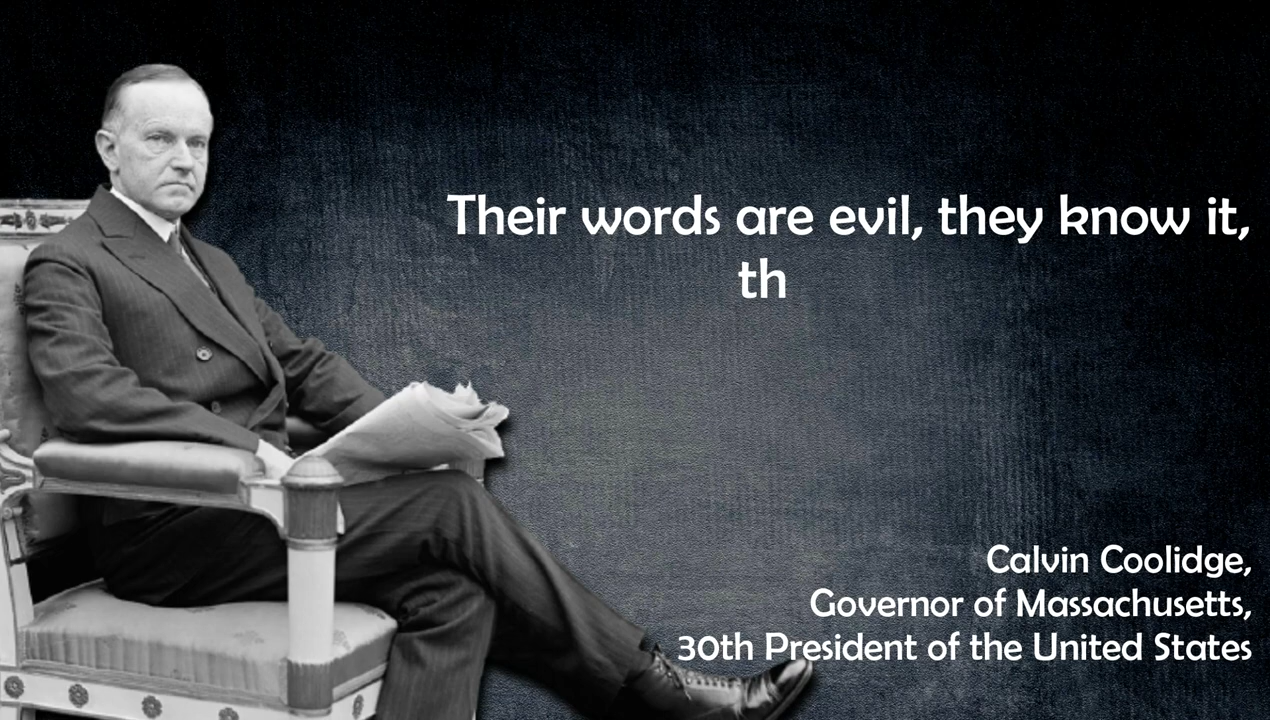 Their words are evil, they know it,
th
Calvin Coolidge,
Governor of Massachusetts,
30th President of the United States